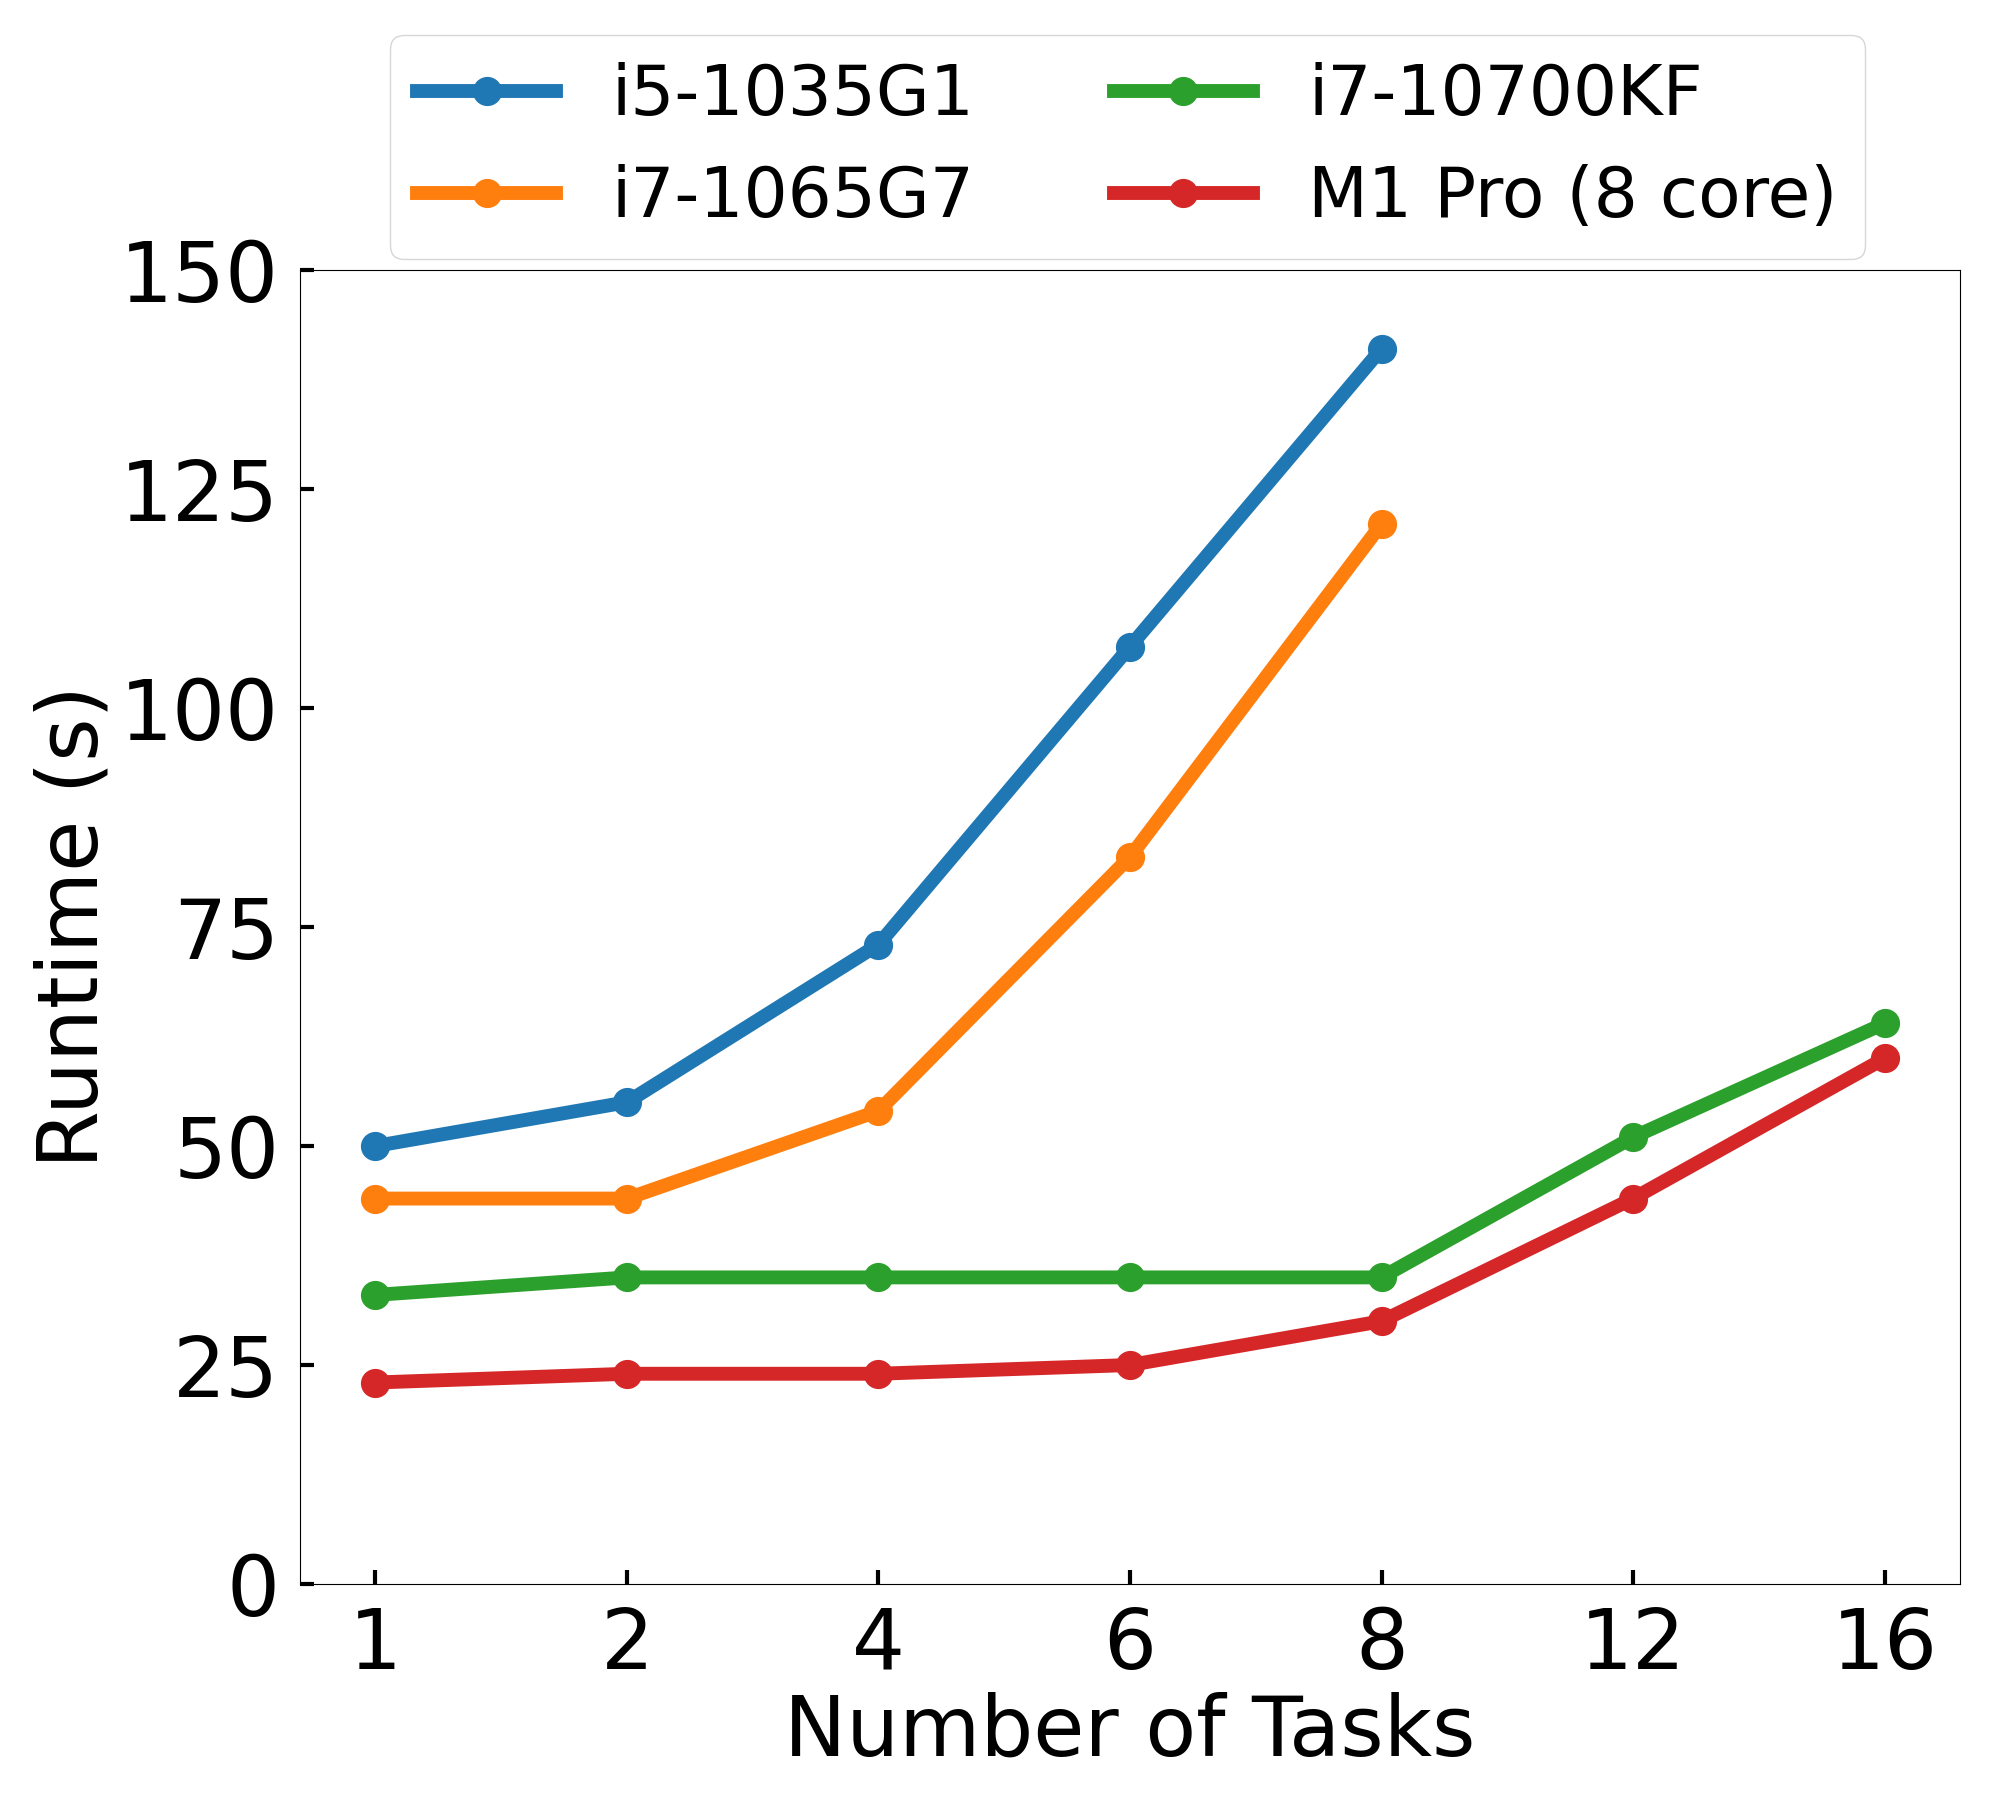 i5-1035G1
i7-1065G7
i7-10700KF
M1 Pro (8 core)
150
125
100
75
50
25
0
Runtime (s)
1 2 4 6 8 12 16
Number of Tasks